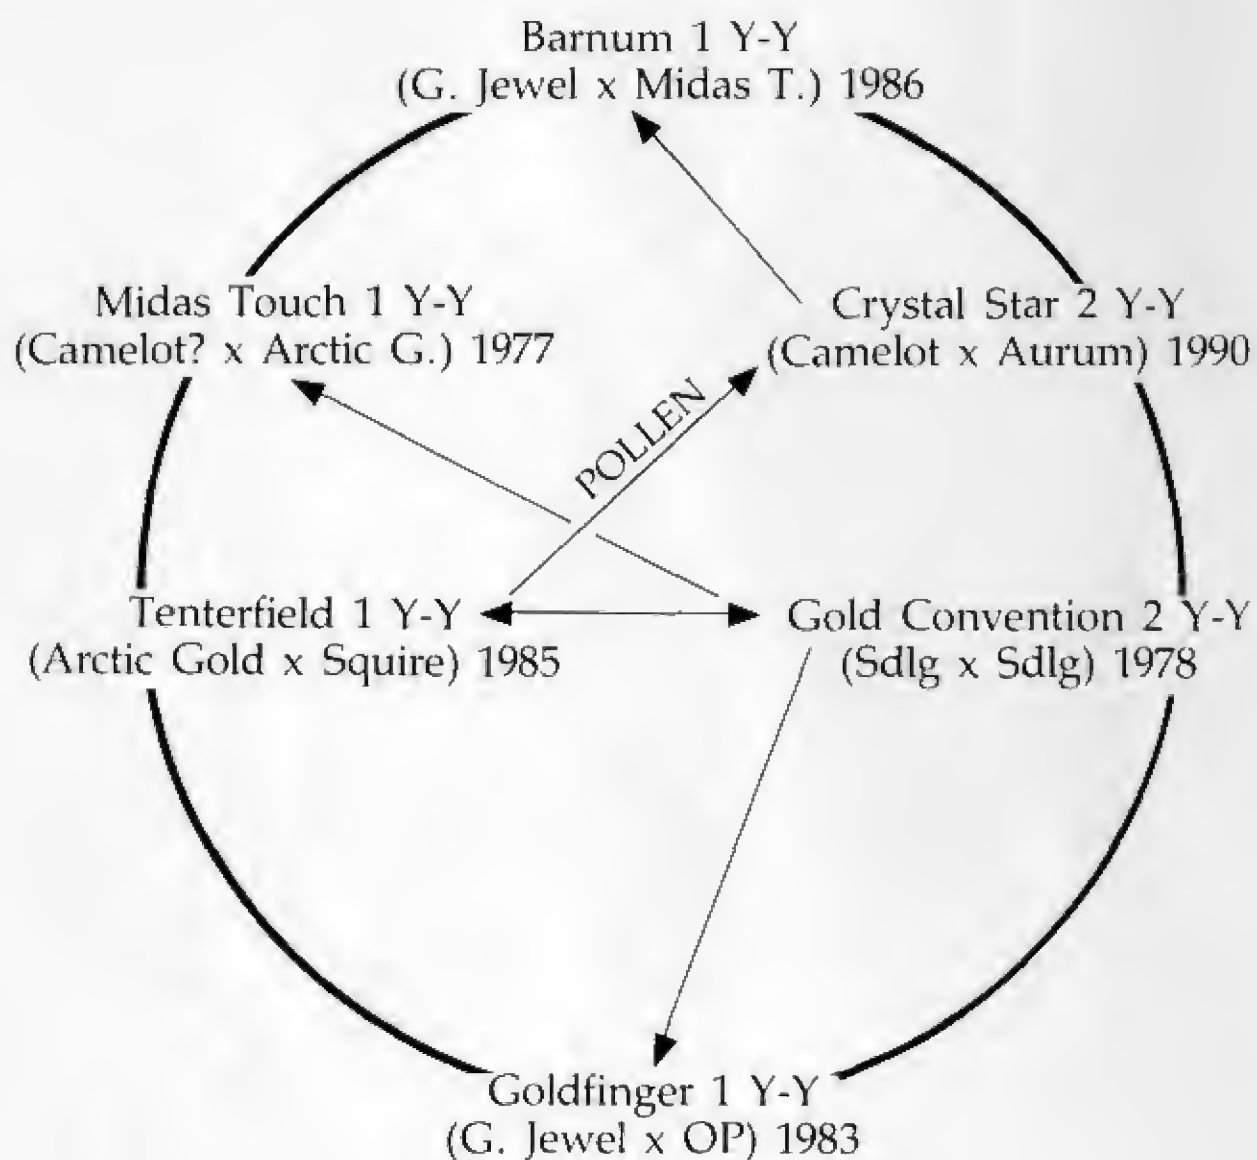 Barnum 1 Y-Y
(G. Jewel x Midas T.) 1986
Midas Touch 1 Y-Y
(Camelot? x Arctic G.) 1977
Crystal Star 2 Y-Y
(Camelot x Aurum) 1990
POLLEN
Tenterfield 1 Y-Y
(Arctic Gold x Squire) 1985
Gold Convention 2 Y-Y
(Sdlg x Sdlg) 1978
Goldfinger 1 Y-Y
(G. Jewel x OP) 1983